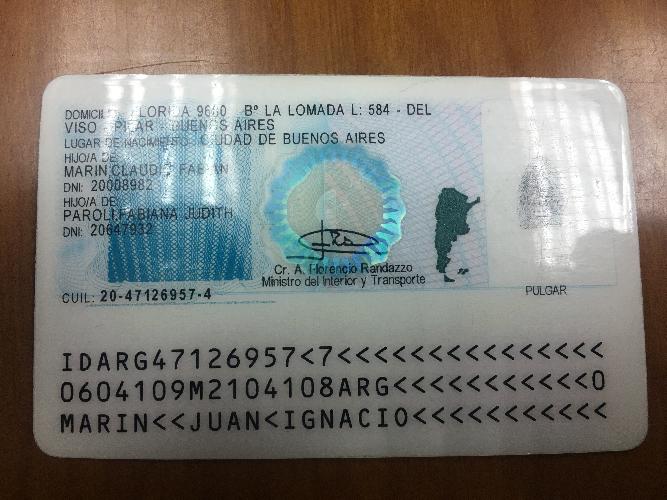 DOMICILIO: FLORIDA 9660 Bº LA LOMADA L: 584 - DEL
VISO - PILAR - BUENOS AIRES
LUGAR DE NACIMIENTO: CIUDAD DE BUENOS AIRES
HIJO/A DE:
MARIN,CLAUDIO FABIAN
DNI: 20008982
HIJO/A DE:
PAROLI,FABIANA JUDITH
DNI: 20647932
Cr. A. Florencio Randazzo
Ministro del Interior y Transporte
CUIL: 20-47126957-4
PULGAR
IDARG47126957<7<<<<<<<<<<<<<<<
0604109M2104108ARG<<<<<<<<<<<0
MARIN<<JUAN<IGNACIO<<<<<<<<<<<